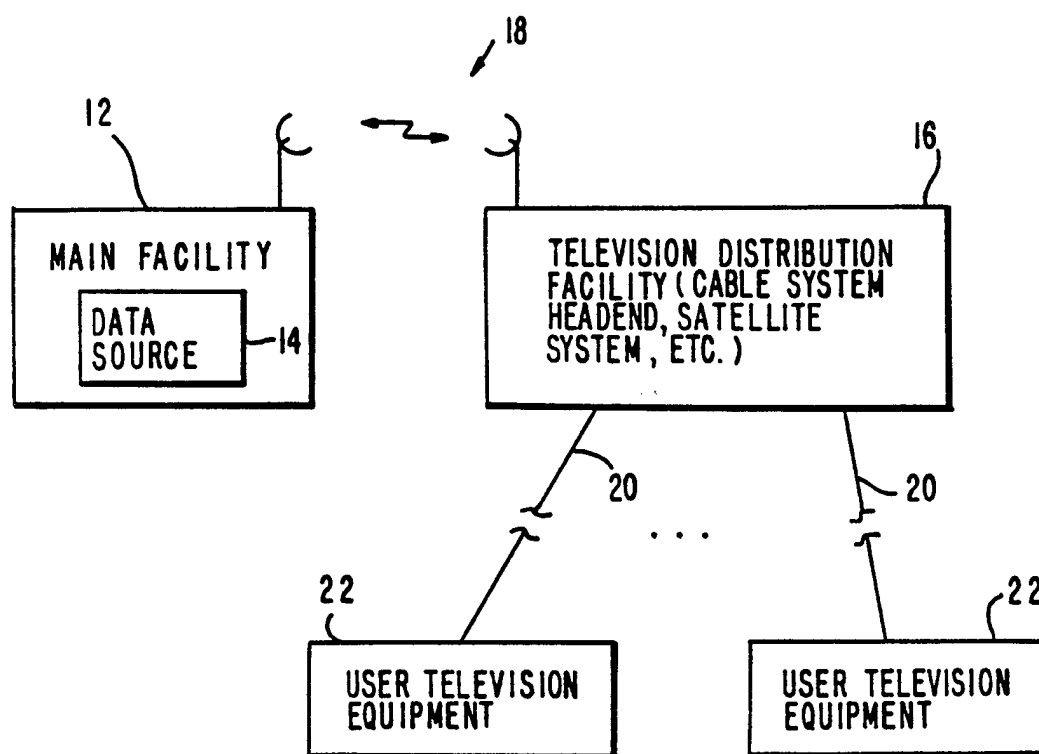 18
12
16
MAIN FACILITY
DATA
SOURCE
14
TELEVISION DISTRIBUTION
FACILITY (CABLE SYSTEM
HEADEND, SATELLITE
SYSTEM, ETC.)
20
20
. . .
22
22
USER TELEVISION
EQUIPMENT
USER TELEVISION
EQUIPMENT